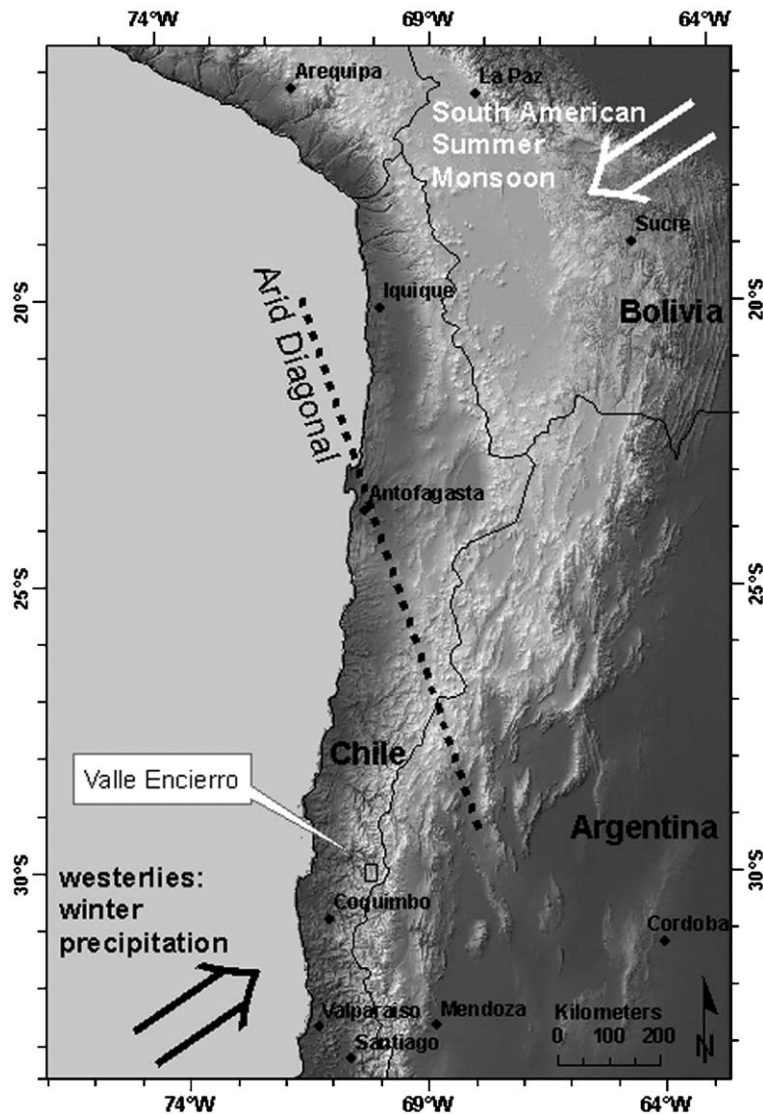 74°W 69°W 64°W
Arequipa
La Paz
South American
Summer
Monsoon
Sucre
20°S
20°S
Iquique
Bolivia
Arid Diagonal
Antofagasta
25°S
25°S
Chile
Valle Encierro
Argentina
30°S
30°S
westerlies:
winter
precipitation
Coquimbo
Cordoba
Valparaiso
Mendoza
Santiago
Kilometers
0 100 200
N
74°W 69°W 64°W